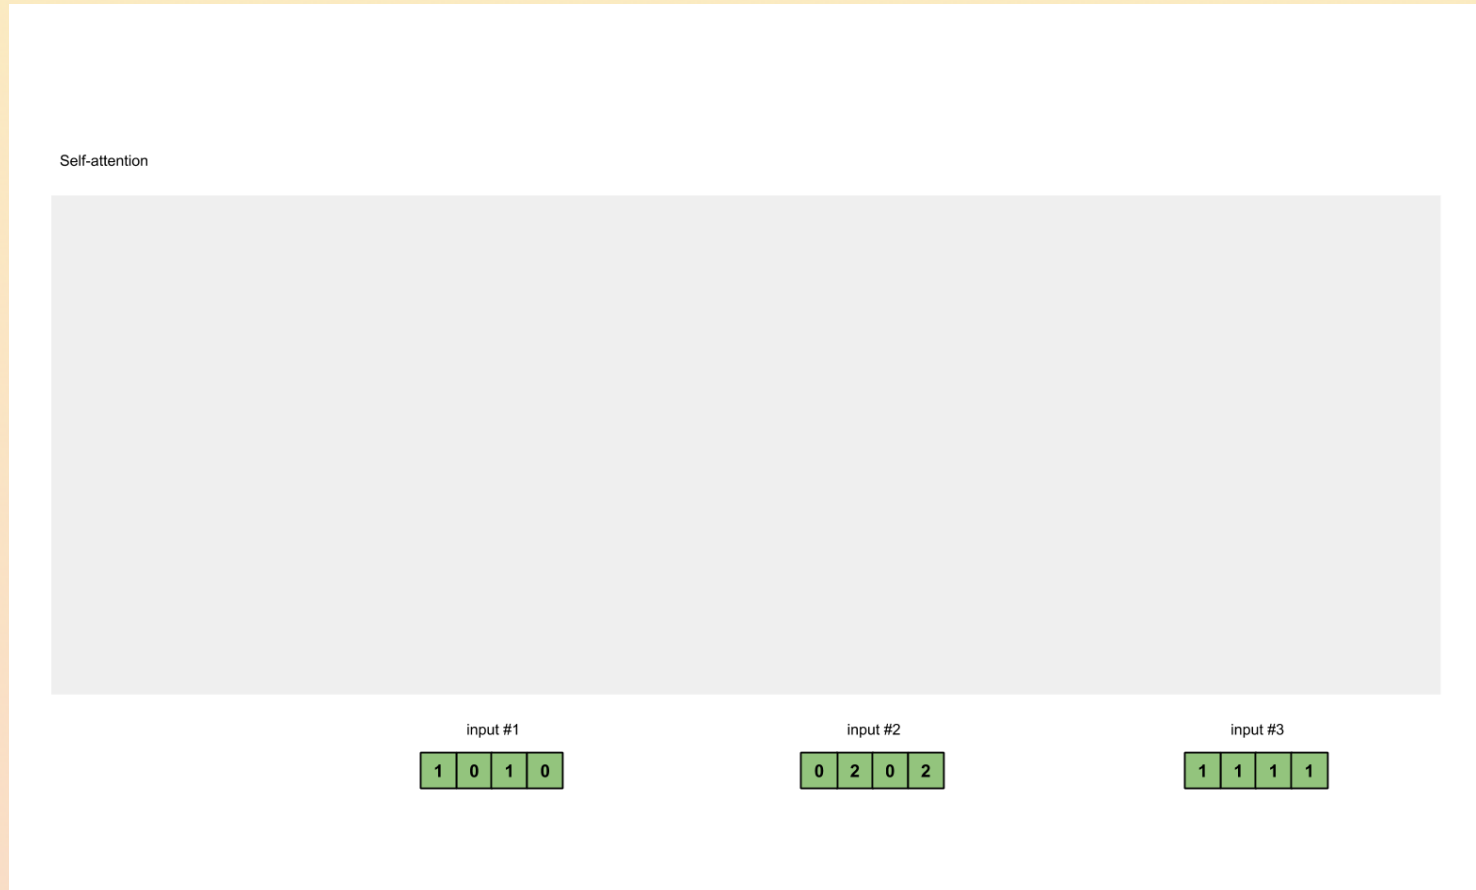 Self-attention
input #1 input #2 input #3
1 0 1 0 0 2 0 2 1 1 1 1